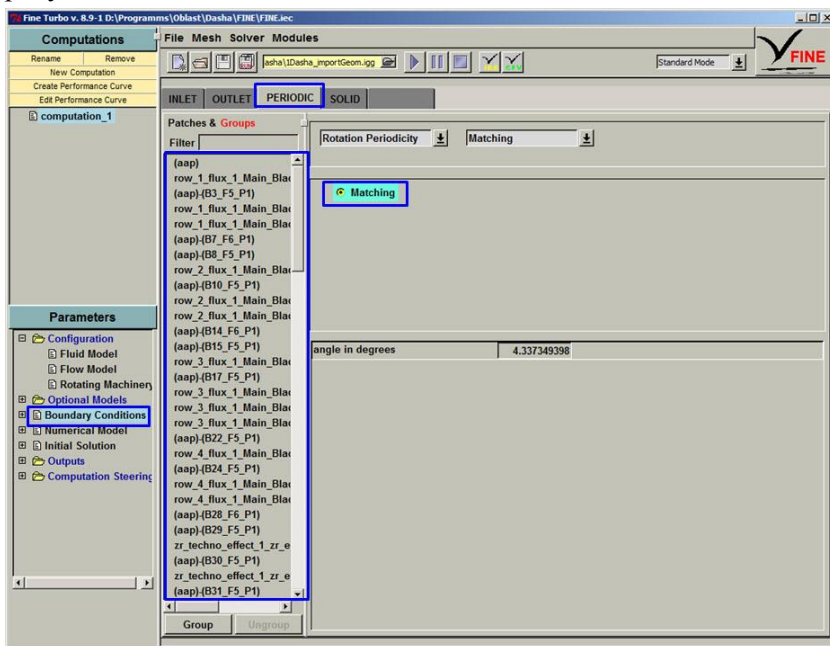 Fine Turbo v. 8.9-1 D:\Programms\Oblast\Dasha\FINE\FINE.iec
Computations
File Mesh Solver Modules
Rename Remove
New Computation
Create Performance Curve
Edit Performance Curve
asha\1Dasha_importGeom.igg
Standard Mode
FINE
computation_1
INLET OUTLET PERIODIC SOLID
Patches & Groups
Filter
Rotation Periodicity Matching
Matching
(aap)
row_1_flux_1_Main_Blac
(aap)-(B3_F5_P1)
row_1_flux_1_Main_Blac
row_1_flux_1_Main_Blac
(aap)-(B7_F6_P1)
(aap)-(B8_F5_P1)
row_2_flux_1_Main_Blac
(aap)-(B10_F5_P1)
row_2_flux_1_Main_Blac
row_2_flux_1_Main_Blac
(aap)-(B14_F6_P1)
(aap)-(B15_F5_P1)
row_3_flux_1_Main_Blac
(aap)-(B17_F5_P1)
row_3_flux_1_Main_Blac
row_3_flux_1_Main_Blac
row_3_flux_1_Main_Blac
(aap)-(B22_F5_P1)
row_4_flux_1_Main_Blac
(aap)-(B24_F5_P1)
row_4_flux_1_Main_Blac
row_4_flux_1_Main_Blac
(aap)-(B28_F6_P1)
(aap)-(B29_F5_P1)
zr_techno_effect_1_zr_e
(aap)-(B30_F5_P1)
zr_techno_effect_1_zr_e
(aap)-(B31_F5_P1)
Group Ungroup
angle in degrees 4.337349398
Parameters
Configuration
Fluid Model
Flow Model
Rotating Machinery
Optional Models
Boundary Conditions
Numerical Model
Initial Solution
Outputs
Computation Steering